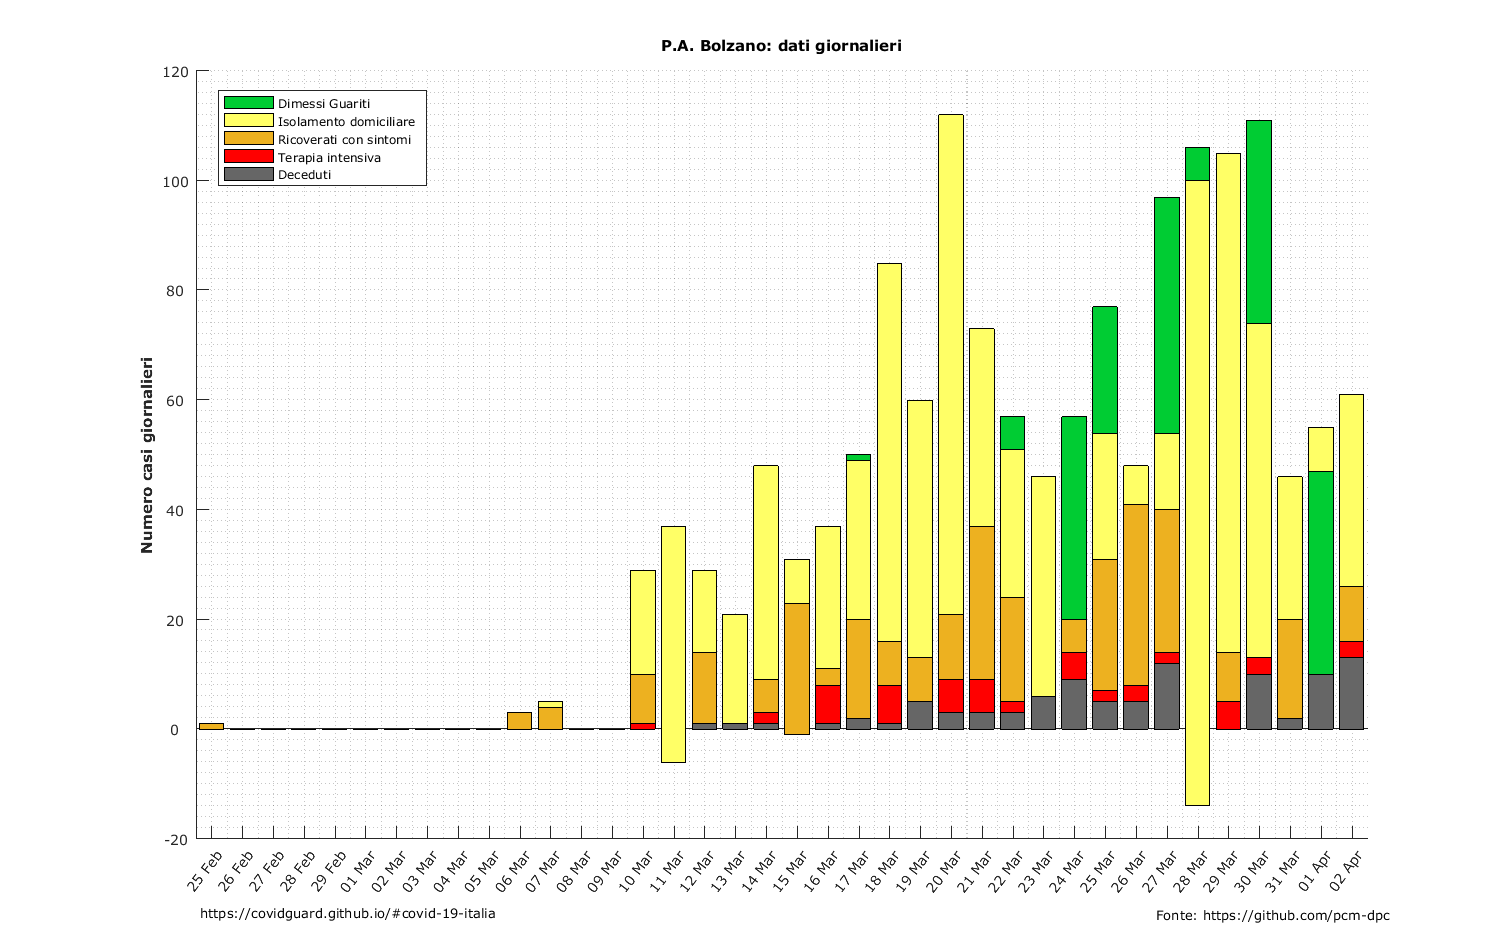 P.A. Bolzano: dati giornalieri
120
100
80
60
40
20
0
-20
Numero casi giornalieri
Dimessi Guariti
Isolamento domiciliare
Ricoverati con sintomi
Terapia intensiva
Deceduti
25 Feb
26 Feb
27 Feb
28 Feb
29 Feb
01 Mar
02 Mar
03 Mar
04 Mar
05 Mar
06 Mar
07 Mar
08 Mar
09 Mar
10 Mar
11 Mar
12 Mar
13 Mar
14 Mar
15 Mar
16 Mar
17 Mar
18 Mar
19 Mar
20 Mar
21 Mar
22 Mar
23 Mar
24 Mar
25 Mar
26 Mar
27 Mar
28 Mar
29 Mar
30 Mar
31 Mar
01 Apr
02 Apr
https://covidguard.github.io/#covid-19-italia
Fonte: https://github.com/pcm-dpc